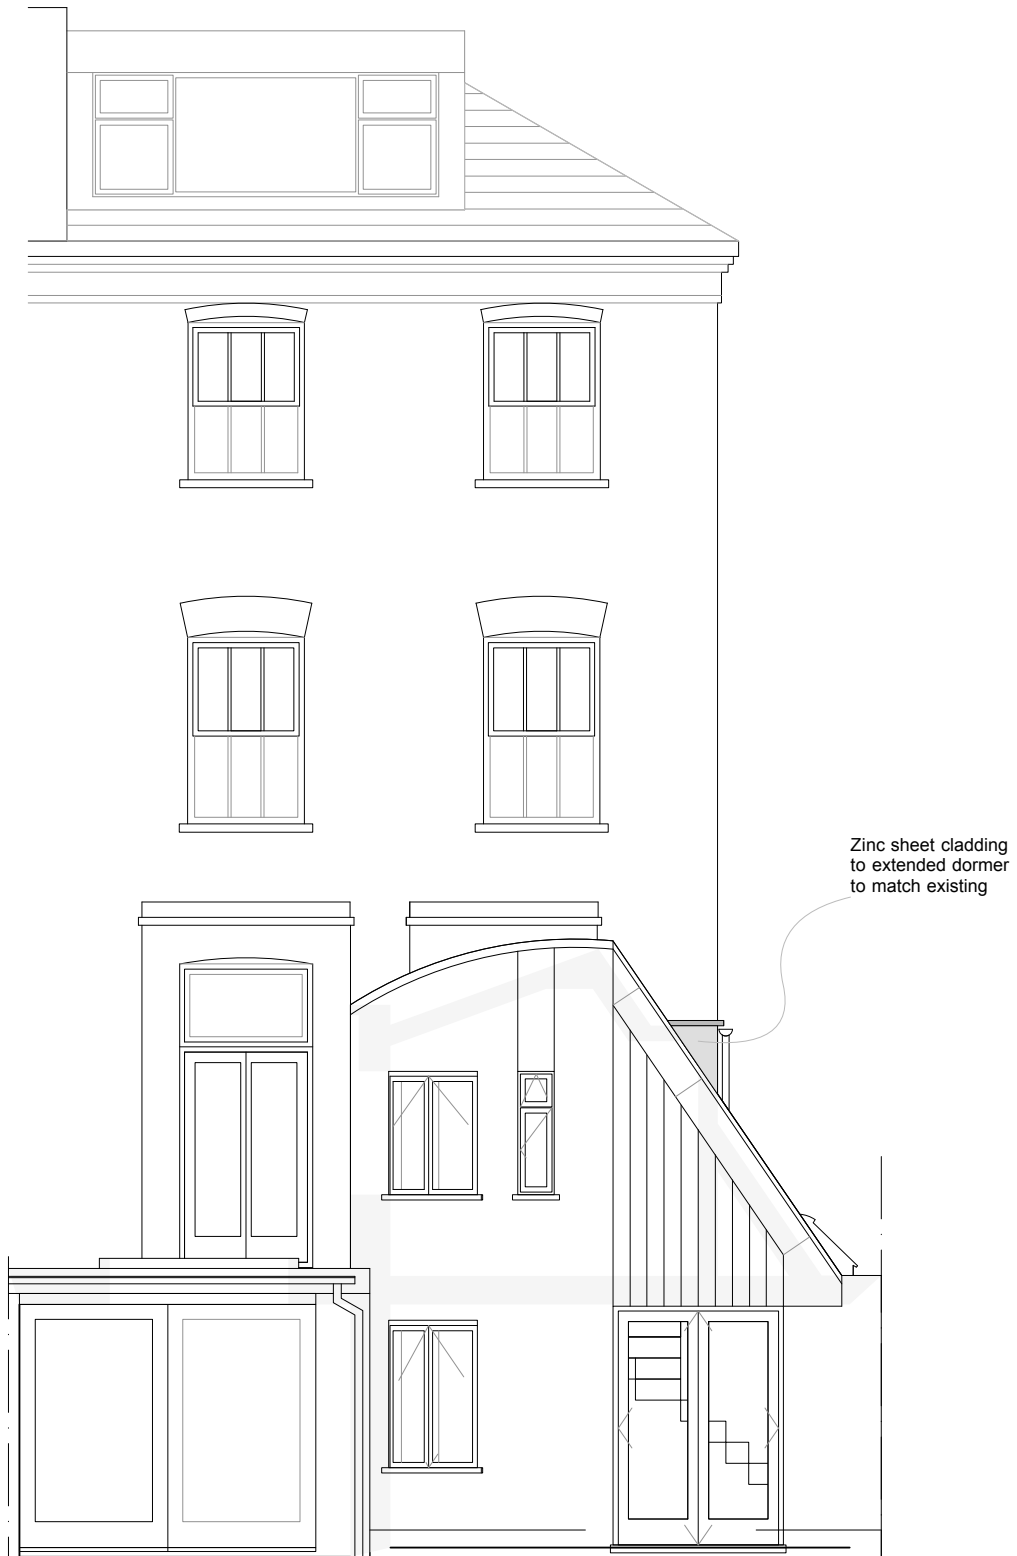 Zinc sheet cladding
to extended dormer
to match existing